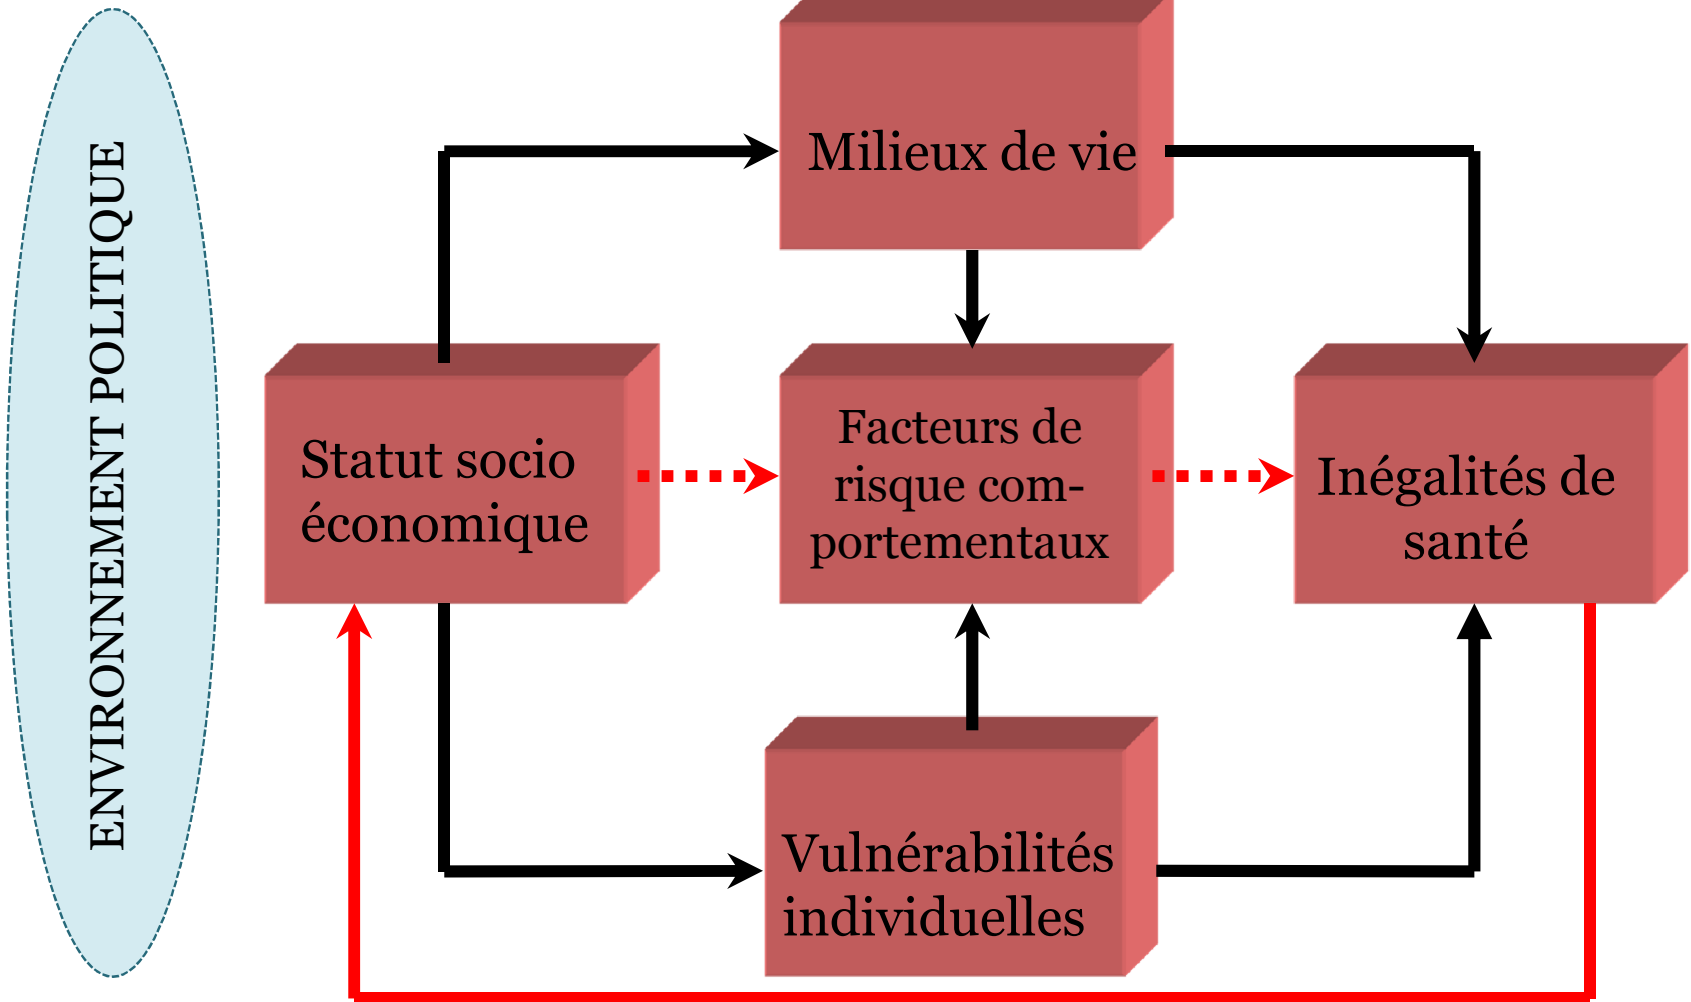 ENVIRONNEMENT POLITIQUE
Milieux de vie
Statut socio
économique
Facteurs de
risque com-
portementaux
Inégalités de
santé
Vulnérabilités
individuelles